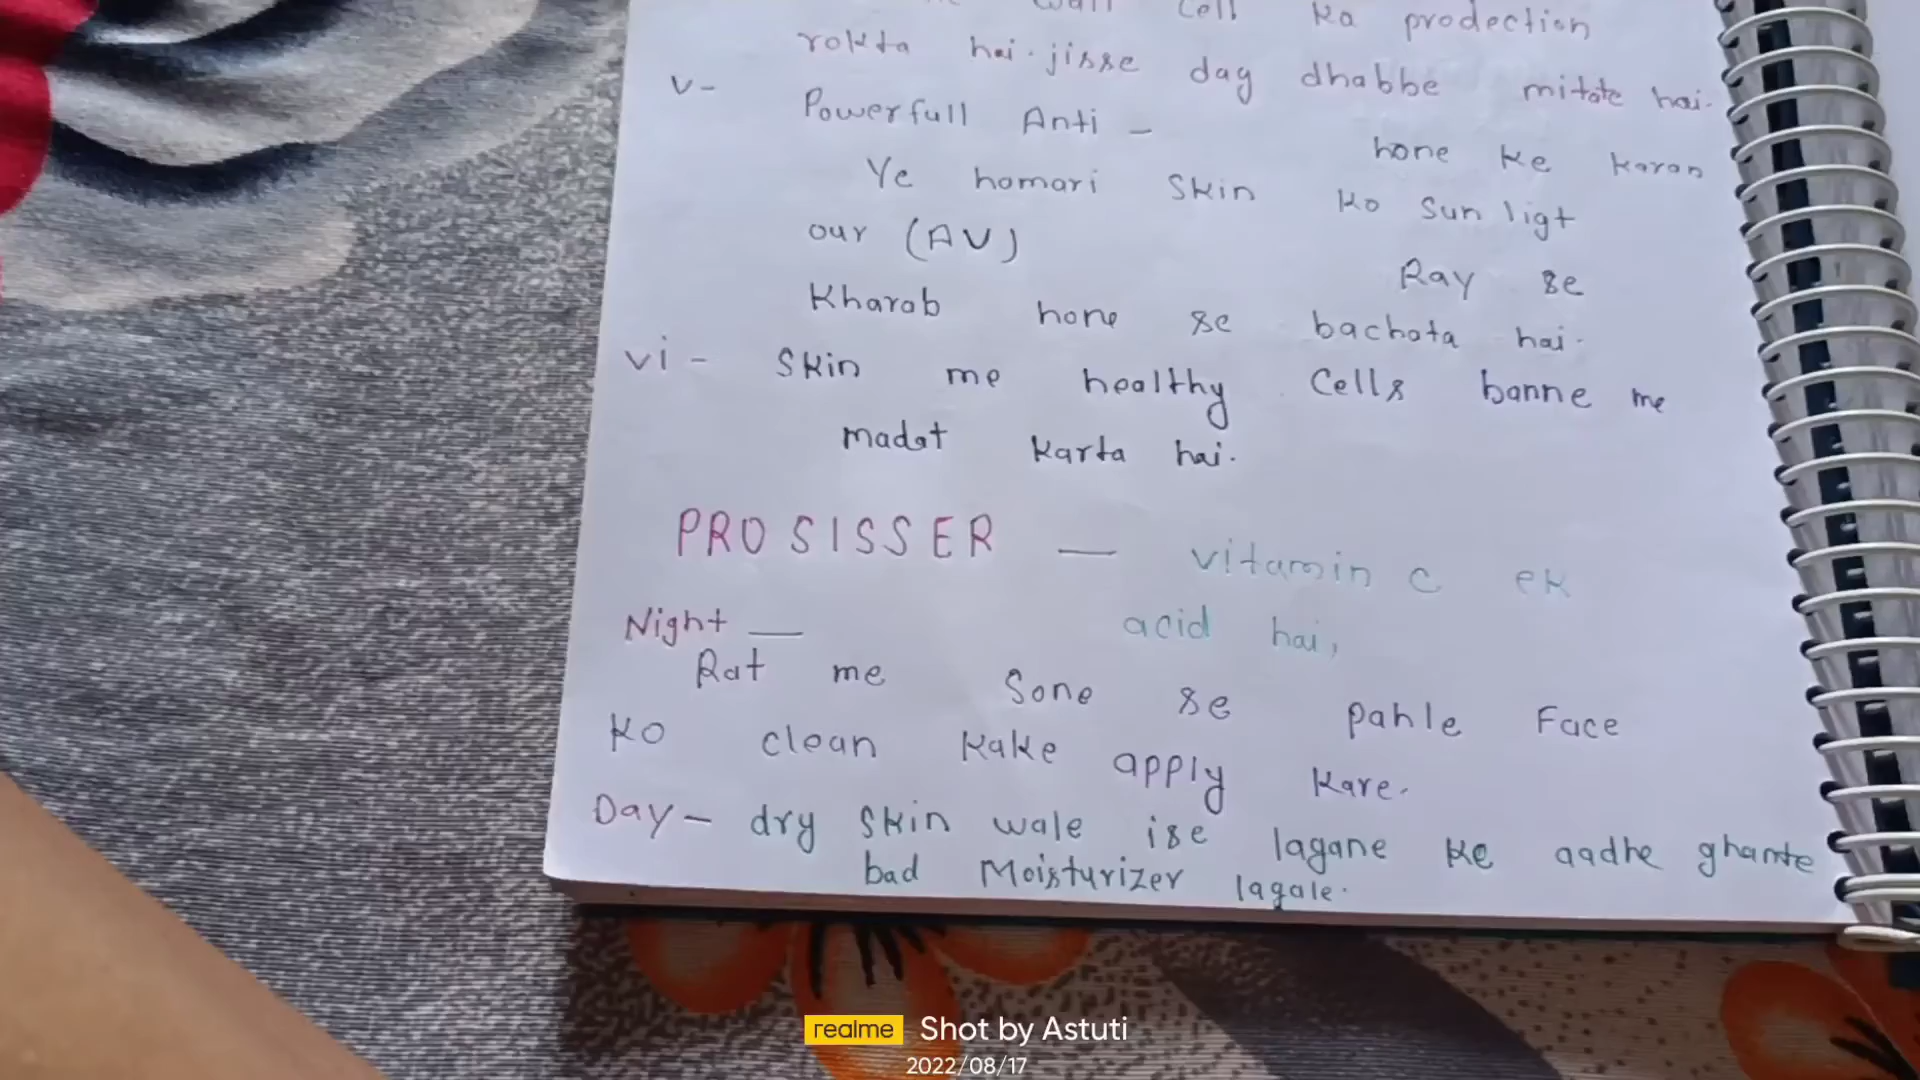 wall cell ka prodection
rokta hai. jisse dag dhabbe mitate hai.
v- Powerfull Anti - hone ke karan
Ye hamari skin ko sun ligt
our (AV) Ray se
kharab hone se bachata hai.
vi - skin me healthy cells banne me
madat karta hai.
PROSISSER — vitamin c ek
acid hai,
Night —
Rat me sone se pahle Face
ko clean kake apply kare.
Day - dry skin wale ise lagane ke aadhe ghante
bad Moisturizer lagale.
realme Shot by Astuti
2022/08/17